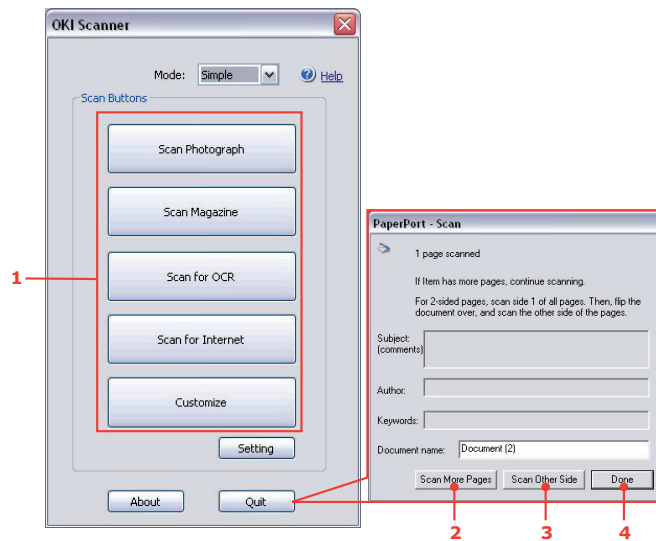 OKI Scanner
Mode: Simple Help
Scan Buttons
Scan Photograph
Scan Magazine
1
Scan for OCR
Scan for Internet
Customize
Setting
About Quit
PaperPort - Scan
1 page scanned
If Item has more pages, continue scanning.
For 2-sided pages, scan side 1 of all pages. Then, flip the
document over, and scan the other side of the pages.
Subject:
(comments)
Author:
Keywords:
Document name: Document (2)
Scan More Pages Scan Other Side Done
2 3 4